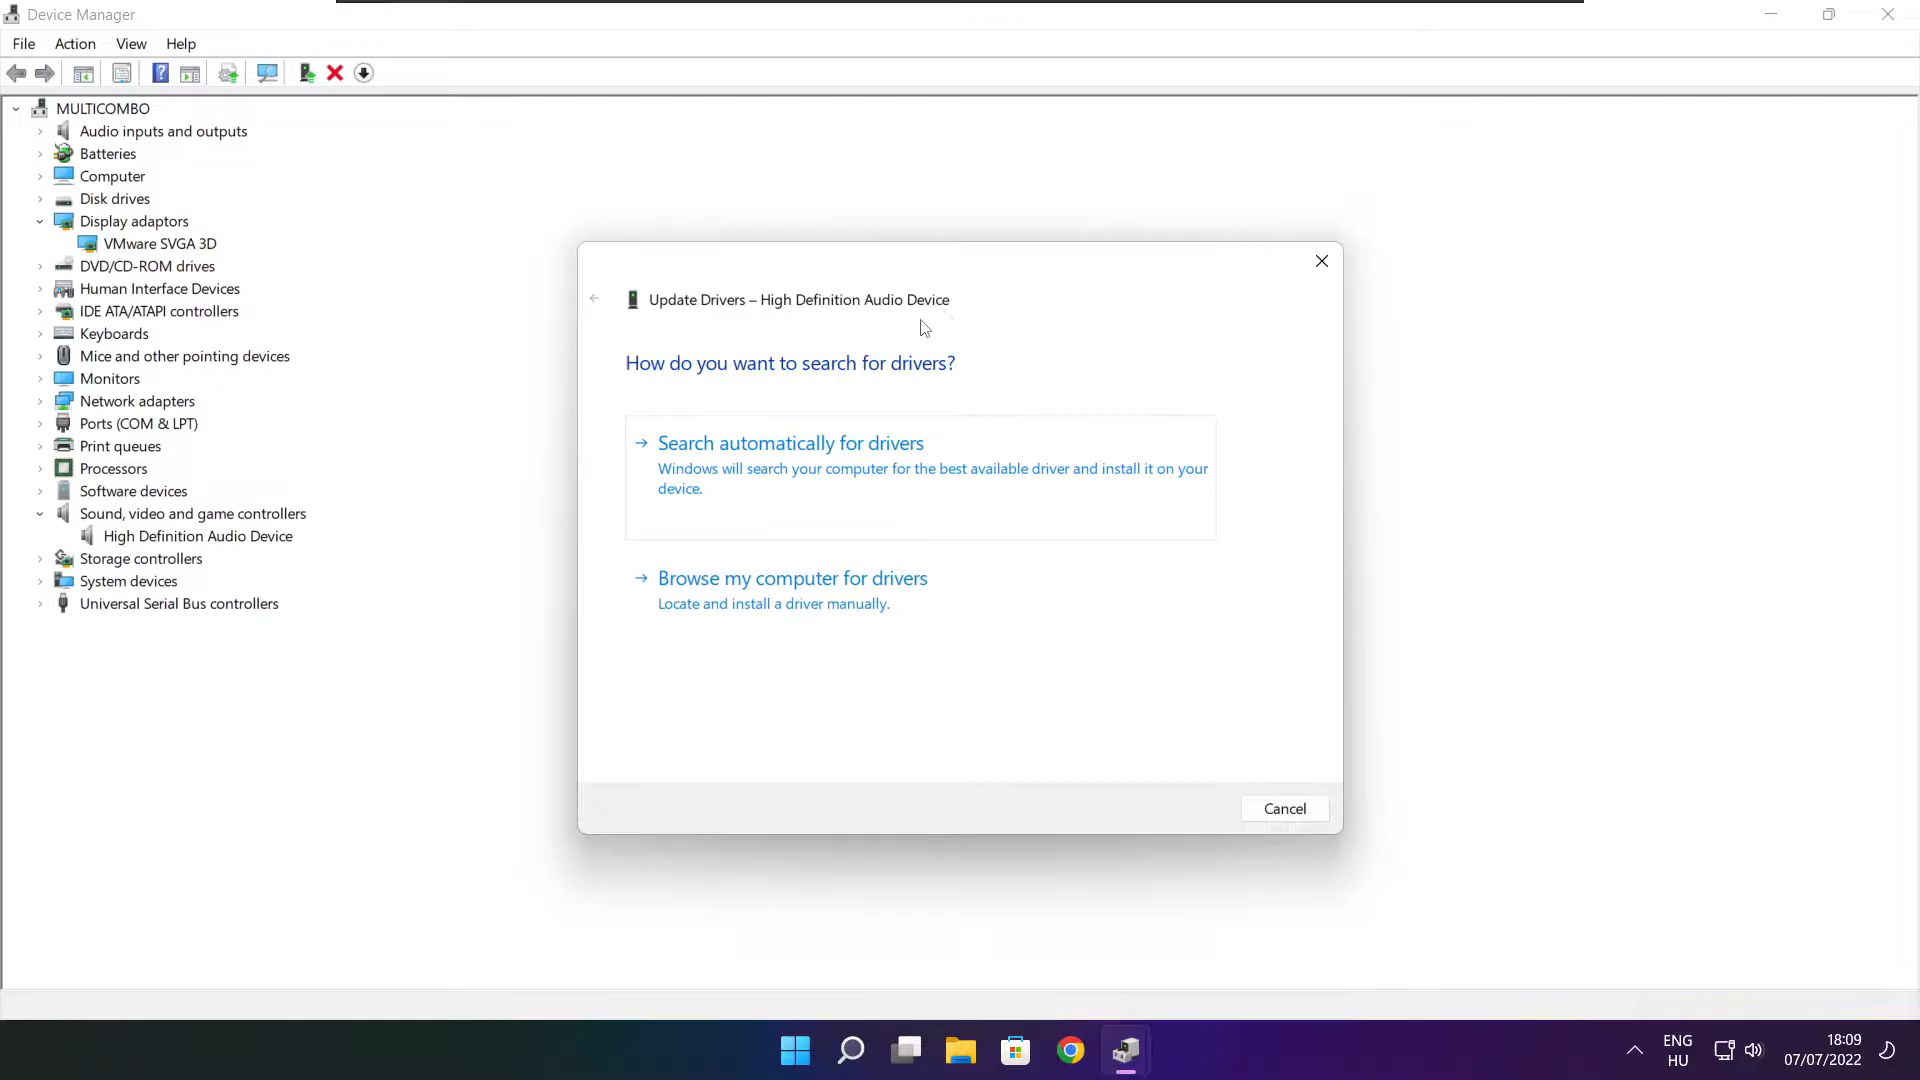 Device Manager
File Action View Help
MULTICOMBO
Audio inputs and outputs
Batteries
Computer
Disk drives
Display adaptors
VMware SVGA 3D
DVD/CD-ROM drives
Human Interface Devices
IDE ATA/ATAPI controllers
Keyboards
Mice and other pointing devices
Monitors
Network adapters
Ports (COM & LPT)
Print queues
Processors
Software devices
Sound, video and game controllers
High Definition Audio Device
Storage controllers
System devices
Universal Serial Bus controllers
Update Drivers – High Definition Audio Device
How do you want to search for drivers?
Search automatically for drivers
Windows will search your computer for the best available driver and install it on your
device.
Browse my computer for drivers
Locate and install a driver manually.
Cancel
ENG
HU
18:09
07/07/2022